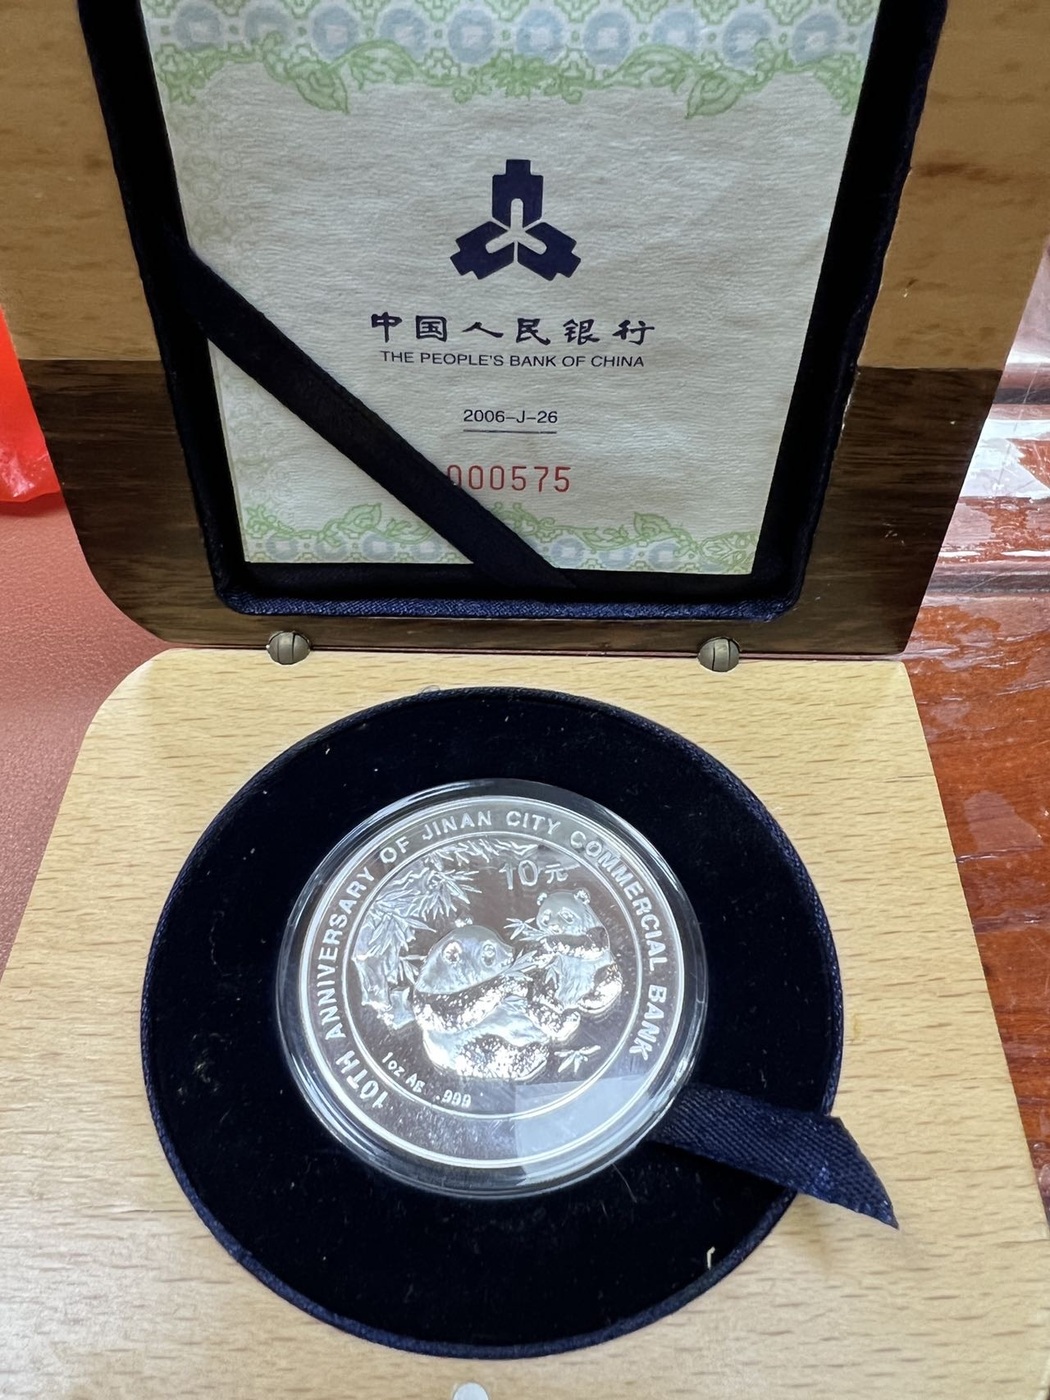 中国人民银行
THE PEOPLE'S BANK OF CHINA
2006-J-26
000575
10TH ANNIVERSARY OF JINAN CITY COMMERCIAL BANK
10元
1oz Ag .999